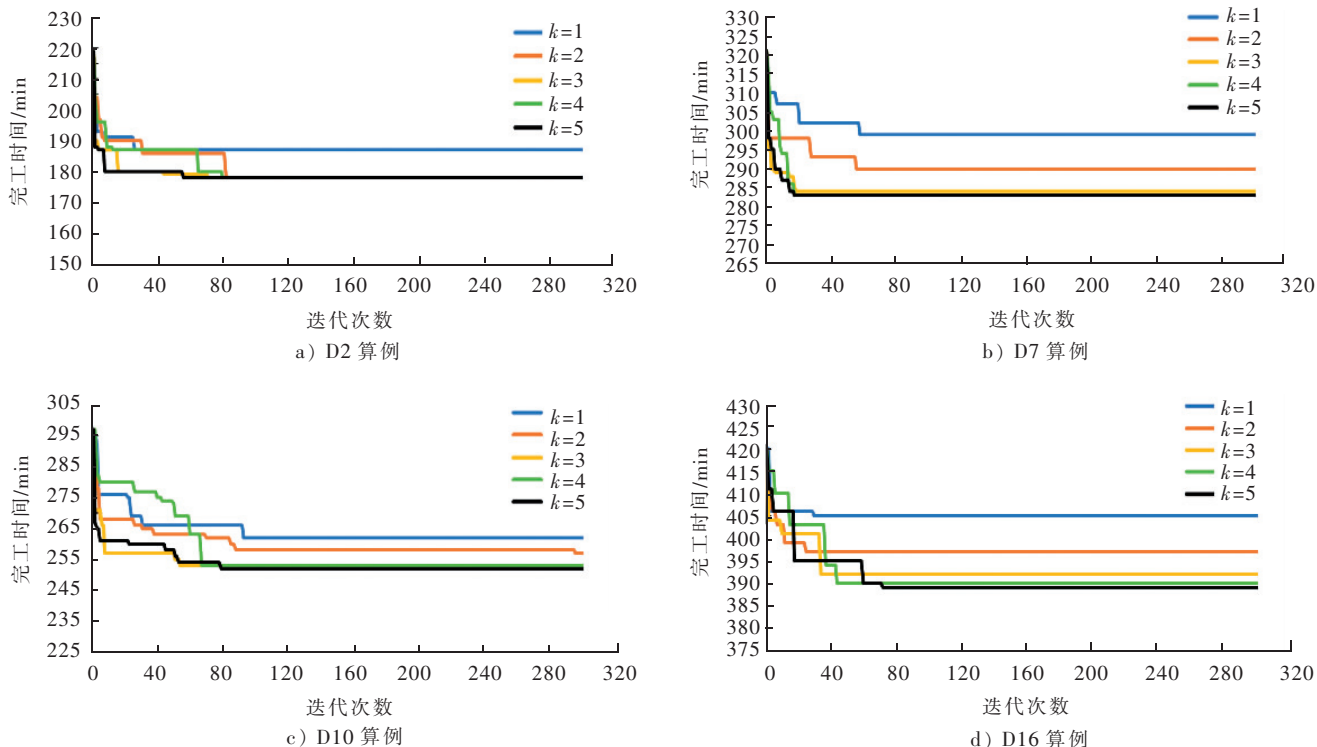 230
220
210
200
190
180
170
160
150
完工时间/min
k=1
k=2
k=3
k=4
k=5
0 40 80 120 160 200 240 280 320
迭代次数
a) D2 算例
330
325
320
315
310
305
300
295
290
285
280
275
270
265
完工时间/min
k=1
k=2
k=3
k=4
k=5
0 40 80 120 160 200 240 280 320
迭代次数
b) D7 算例
305
295
285
275
265
255
245
235
225
完工时间/min
k=1
k=2
k=3
k=4
k=5
0 40 80 120 160 200 240 280 320
迭代次数
c) D10 算例
430
425
420
415
410
405
400
395
390
385
380
375
完工时间/min
k=1
k=2
k=3
k=4
k=5
0 40 80 120 160 200 240 280 320
迭代次数
d) D16 算例